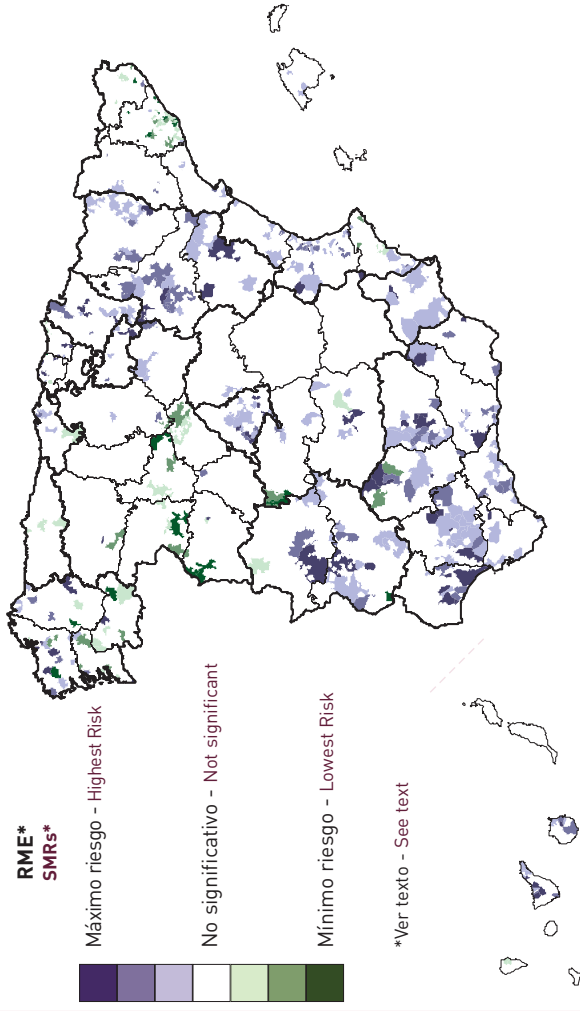 RME*
SMRs*
Máximo riesgo - Highest Risk
No significativo - Not significant
Mínimo riesgo - Lowest Risk
*Ver texto - See text